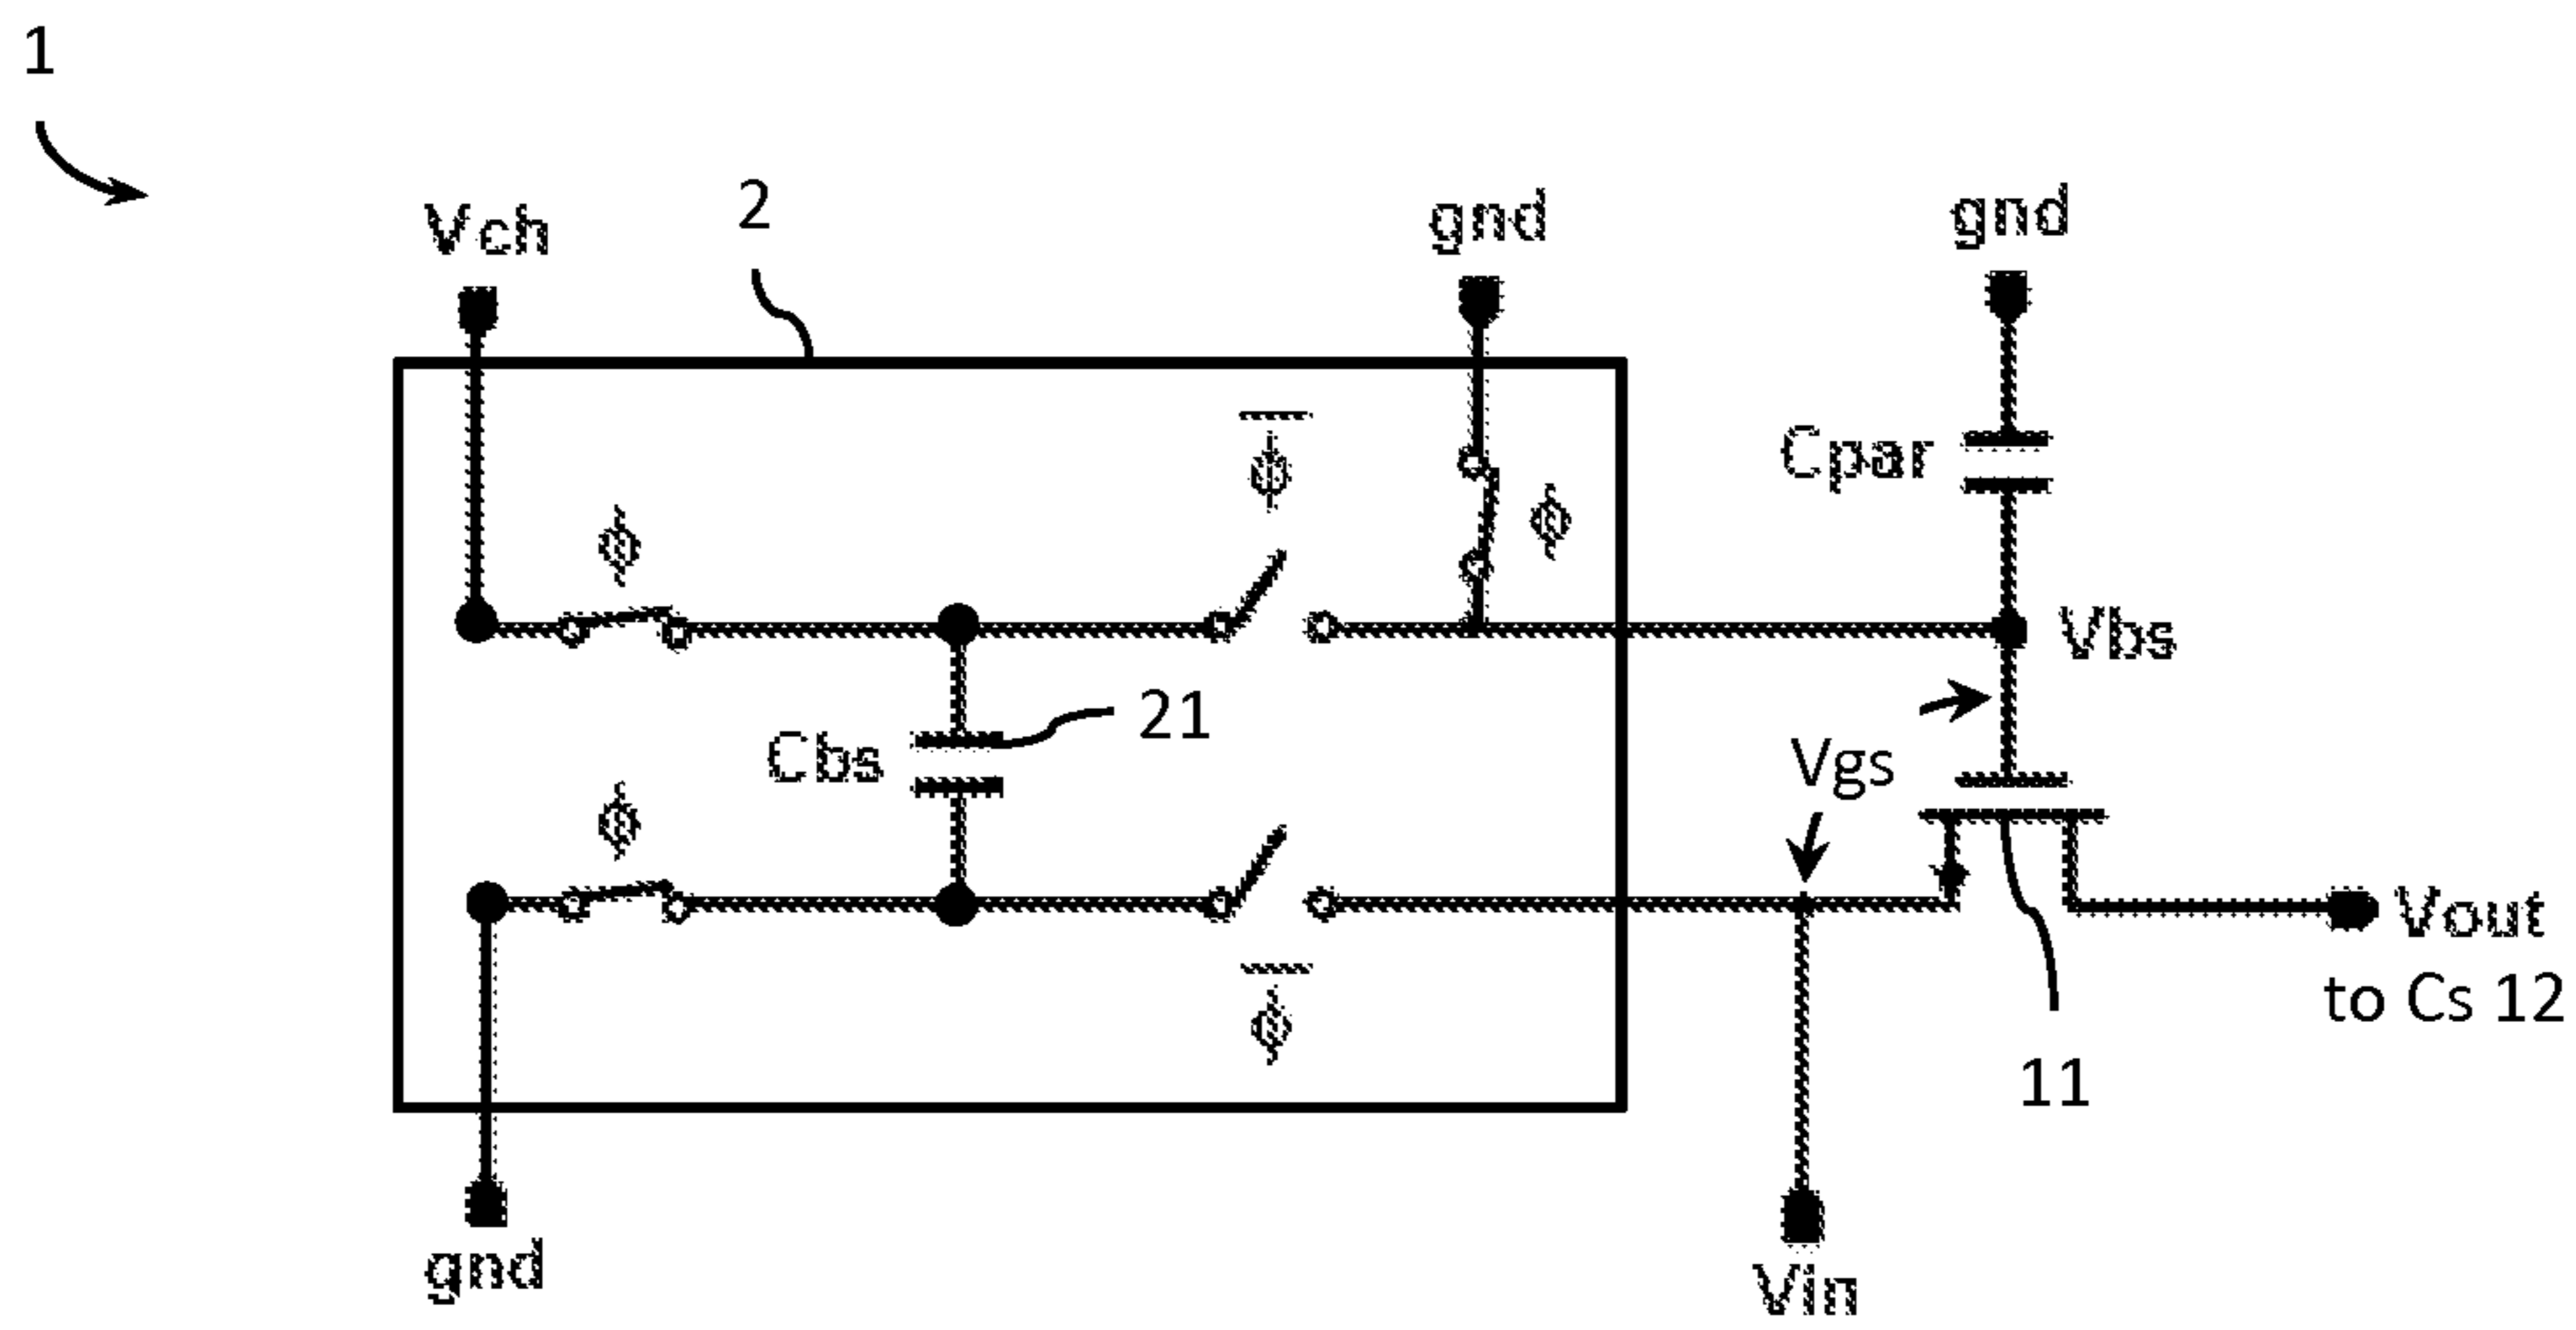 1
2
Vch
gnd
gnd
ϕ̅
Cpar
ϕ
ϕ
Vbs
21
Cbs
Vgs
ϕ
Vout
to Cs 12
ϕ̅
11
gnd
Vin